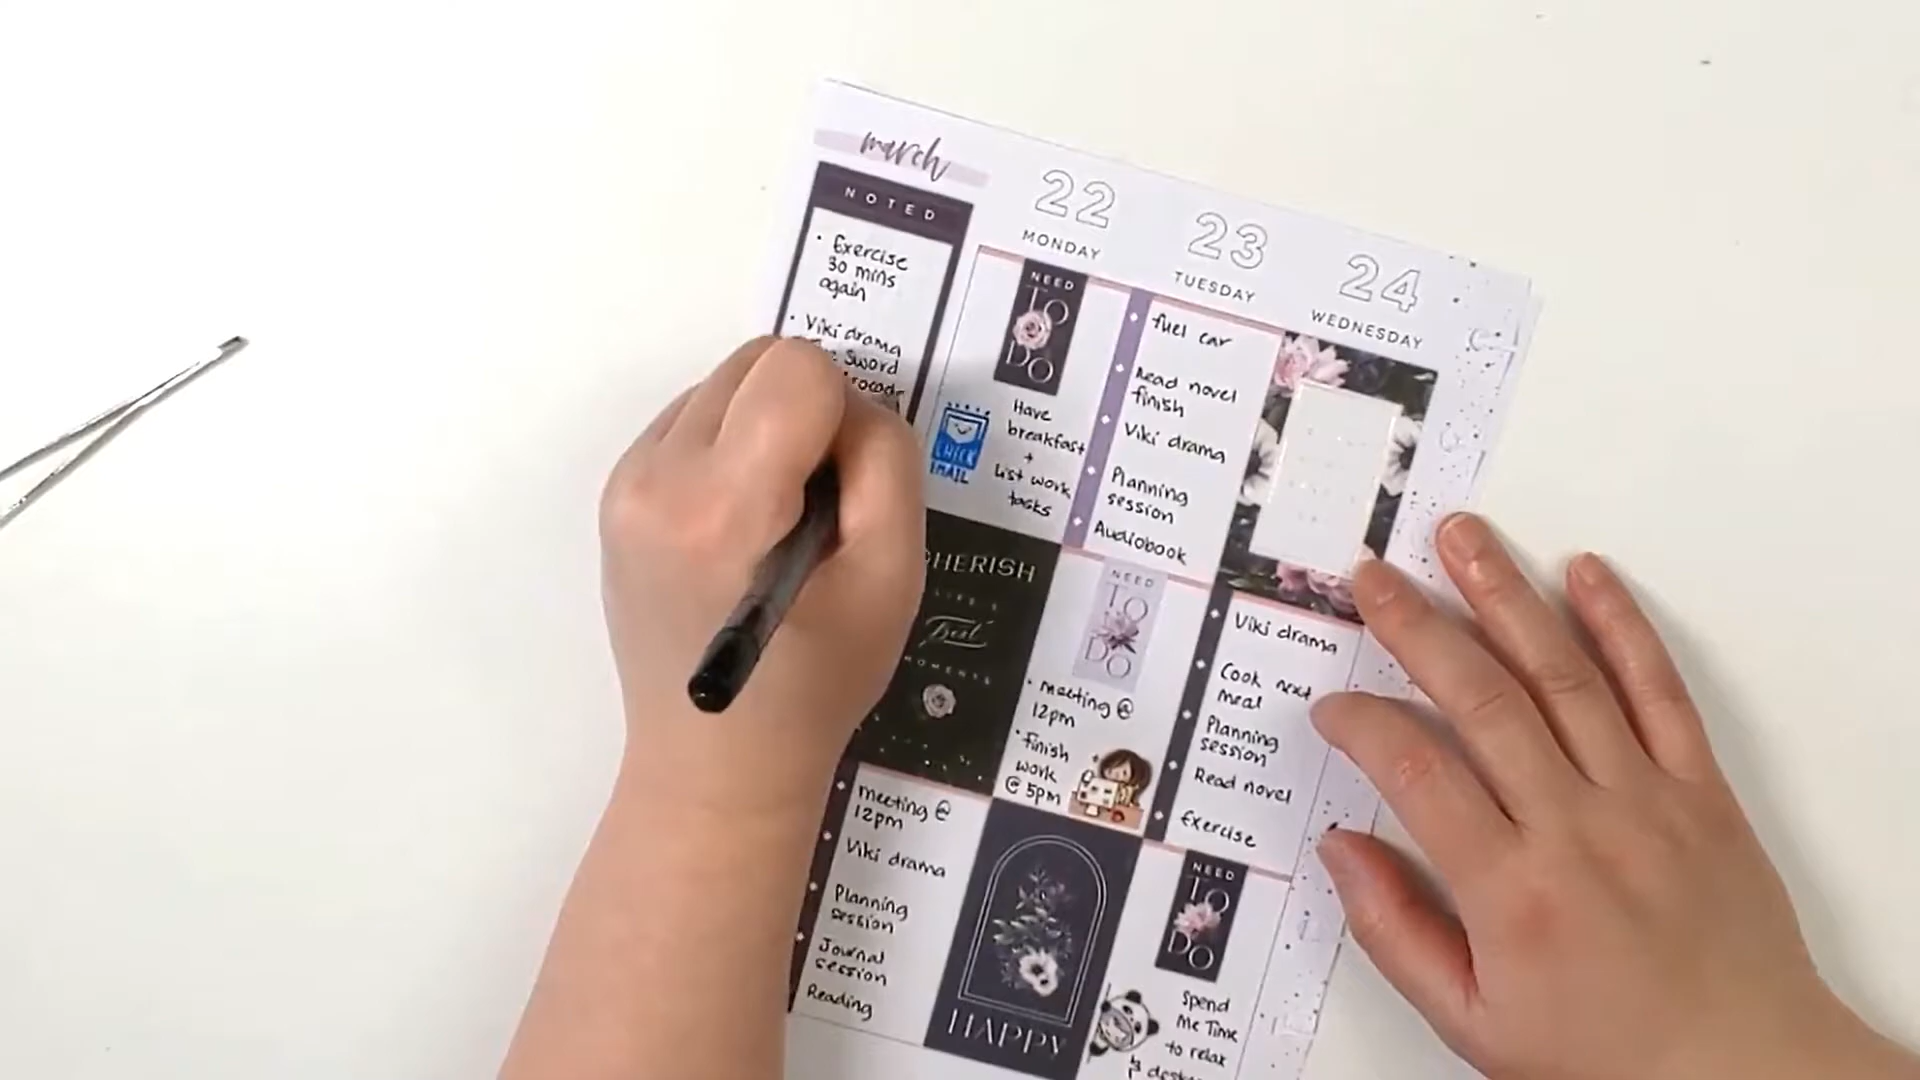 march
NOTED
• Exercise
30 mins
again
• Viki drama
Sword
22
MONDAY
NEED
TO
DO
CHECK
EMAIL
Have
breakfast
+
List work
tasks
CHERISH
LIFE'S
Best
MOMENTS
meeting @
12pm
Viki drama
Planning
session
Journal
session
Reading
23
TUESDAY
fuel car
Read novel
finish
Viki drama
Planning
session
Audiobook
NEED
TO
DO
• meeting @
12pm
• finish
work
@ 5pm
HAPPY
24
WEDNESDAY
Viki drama
Cook next
meal
Planning
session
Read novel
Exercise
NEED
TO
DO
Spend
Me Time
to relax